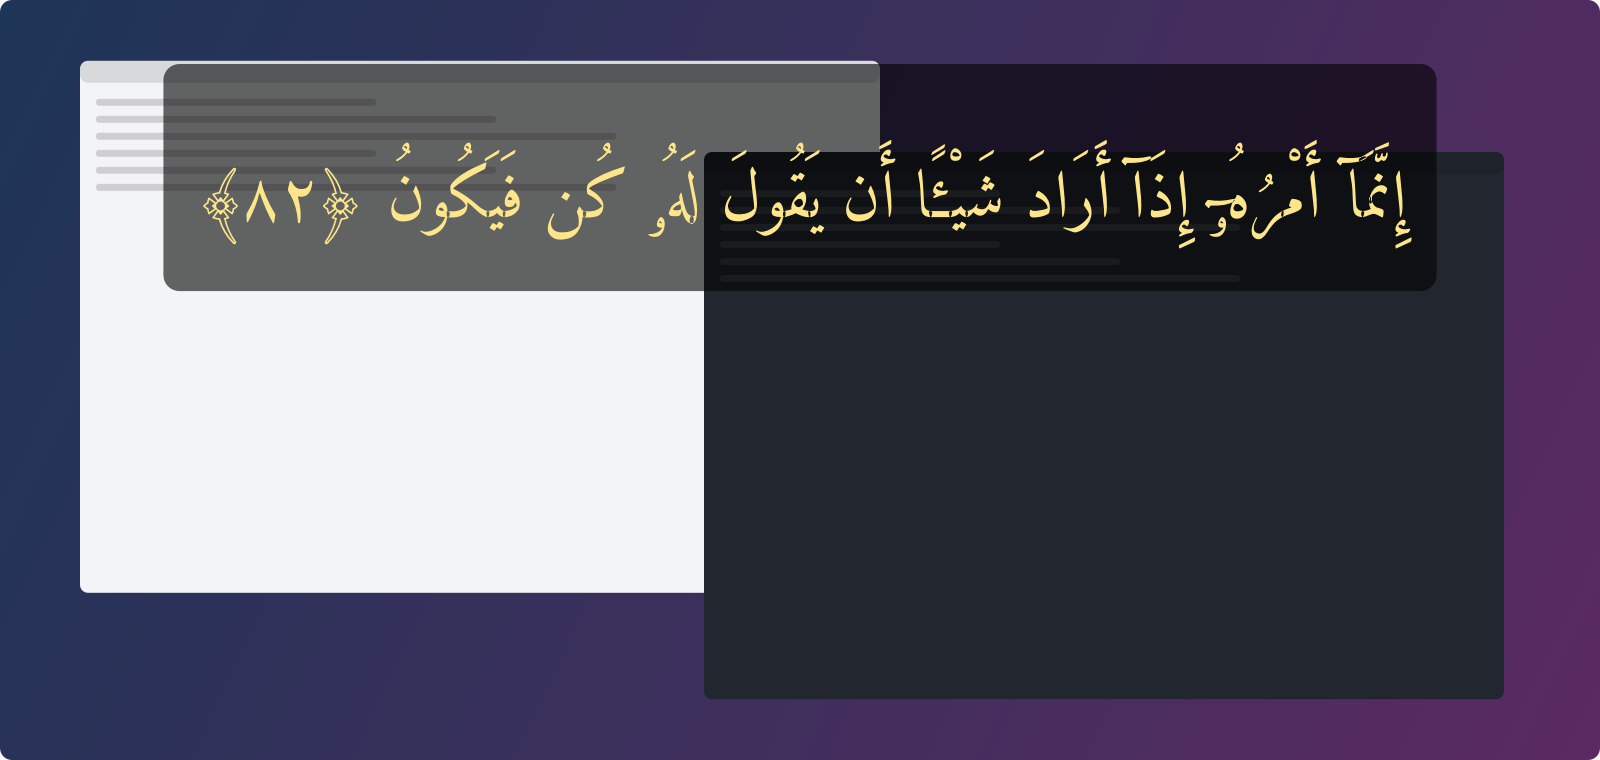 إِنَّمَآ أَمْرُهُۥٓ إِذَآ أَرَادَ شَيْـًٔا أَن يَقُولَ لَهُۥ كُن فَيَكُونُ ﴿٨٢﴾